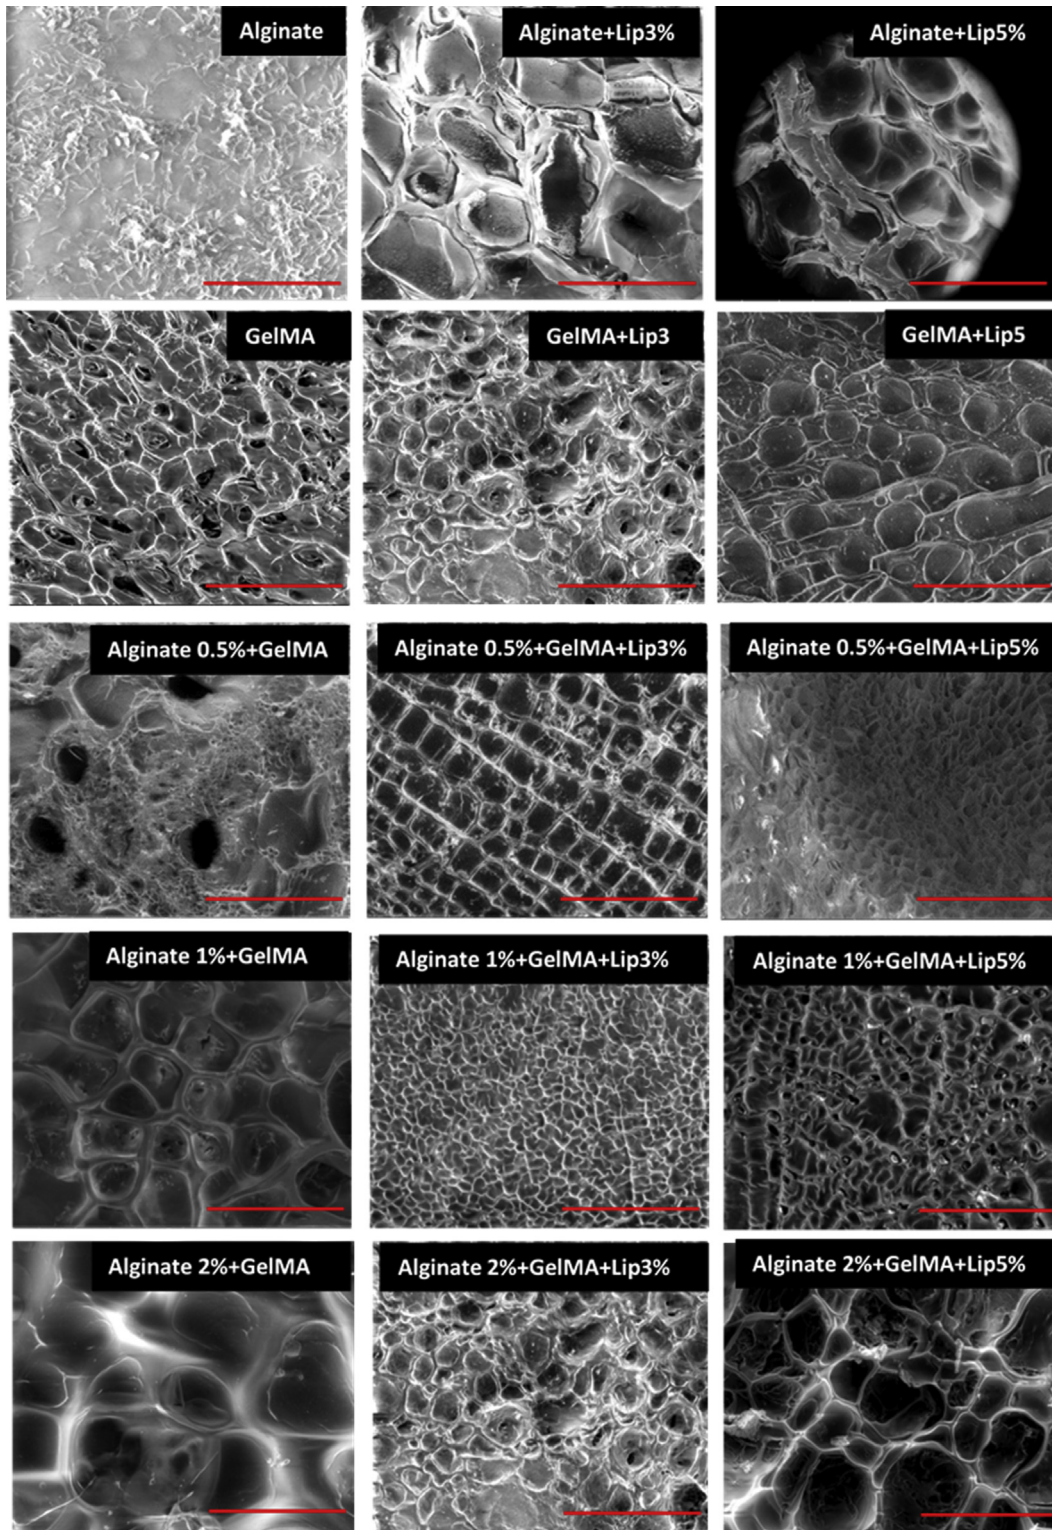 Alginate
Alginate+Lip3%
Alginate+Lip5%
GelMA
GelMA+Lip3
GelMA+Lip5
Alginate 0.5%+GelMA
Alginate 0.5%+GelMA+Lip3%
Alginate 0.5%+GelMA+Lip5%
Alginate 1%+GelMA
Alginate 1%+GelMA+Lip3%
Alginate 1%+GelMA+Lip5%
Alginate 2%+GelMA
Alginate 2%+GelMA+Lip3%
Alginate 2%+GelMA+Lip5%